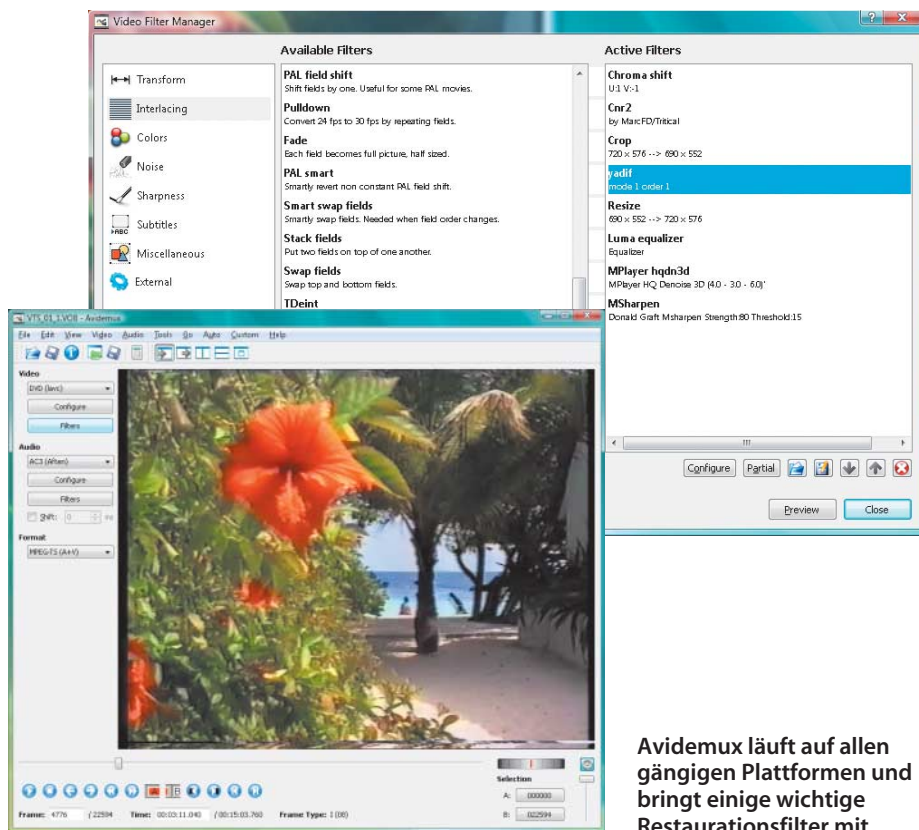 Video Filter Manager
Available Filters
Active Filters
Transform
Interlacing
Colors
Noise
Sharpness
Subtitles
Miscellaneous
External
PAL field shift
Shift fields by one. Useful for some PAL movies.
Pulldown
Convert 24 fps to 30 fps by repeating fields.
Fade
Each field becomes full picture, half sized.
PAL smart
Smartly revert non constant PAL field shift.
Smart swap fields
Smartly swap fields. Needed when field order changes.
Stack fields
Put two fields on top of one another.
Swap fields
Swap top and bottom fields.
TDeint
Chroma shift
U:1 V:-1
Cnr2
by MarcFD/Tritical
Crop
720 x 576 --> 690 x 552
yadif
mode 1 order 1
Resize
690 x 552 --> 720 x 576
Luma equalizer
Equalizer
MPlayer hqdn3d
MPlayer HQ Denoise 3D (4.0 - 3.0 - 6.0)'
MSharpen
Donald Graft Msharpen Strength:80 Threshold:15
Configure Partial
Preview Close
VTS_01_1.VOB - Avidemux
File Edit View Video Audio Tools Go Auto Custom Help
Video
DVD (lavc)
Configure
Filters
Audio
AC3 (Aften)
Configure
Filters
Shift: 0 ms
Format
MPEG-TS (A+V)
Selection
A: 000000
B: 022594
Frame: 4776 / 22594 Time: 00:03:11.040 / 00:15:03.760 Frame Type: I (08)
Avidemux läuft auf allen
gängigen Plattformen und
bringt einige wichtige
Restaurationsfilter mit